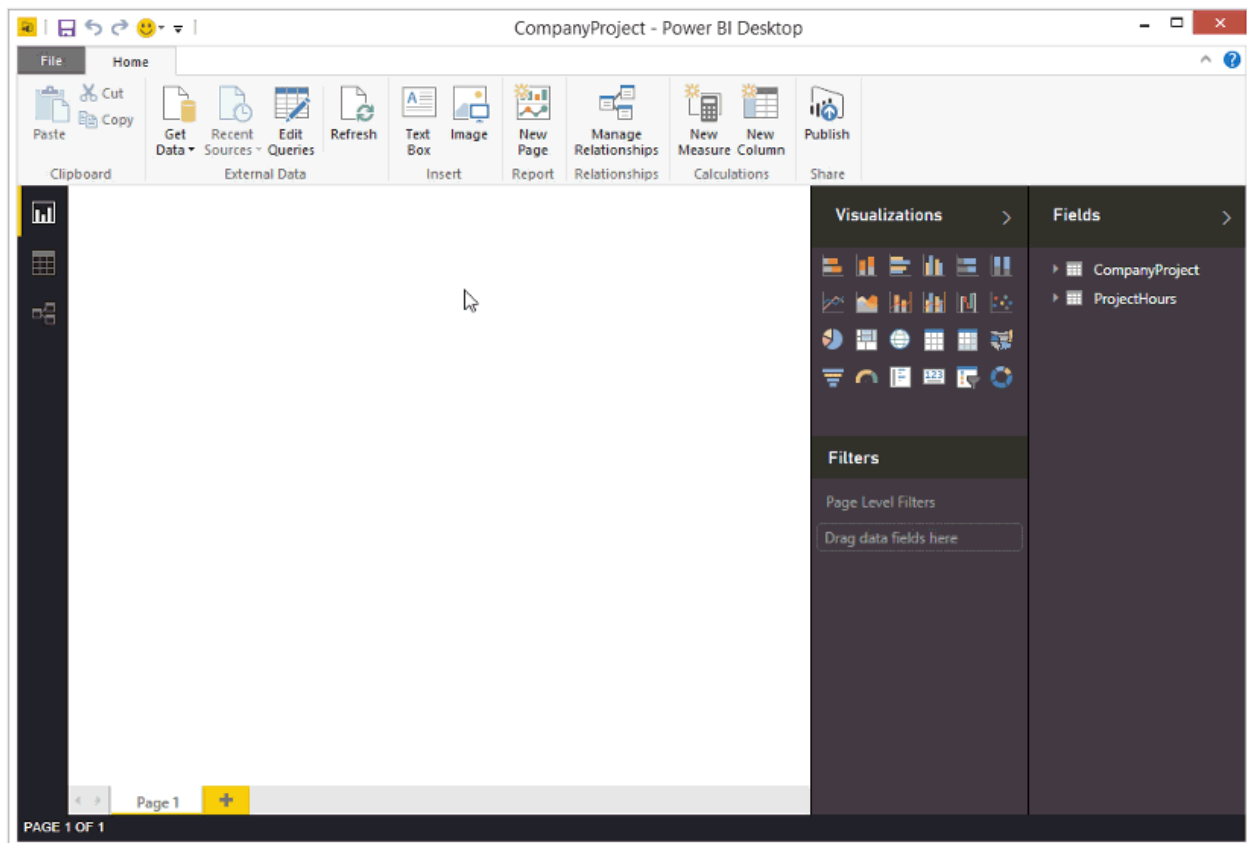 CompanyProject - Power BI Desktop
File Home
Cut
Copy
Paste
Get Data
Recent Sources
Edit Queries
Refresh
Text Box
Image
New Page
Manage Relationships
New Measure
New Column
Publish
Clipboard External Data Insert Report Relationships Calculations Share
Visualizations
Fields
CompanyProject
ProjectHours
123
Filters
Page Level Filters
Drag data fields here
Page 1
PAGE 1 OF 1